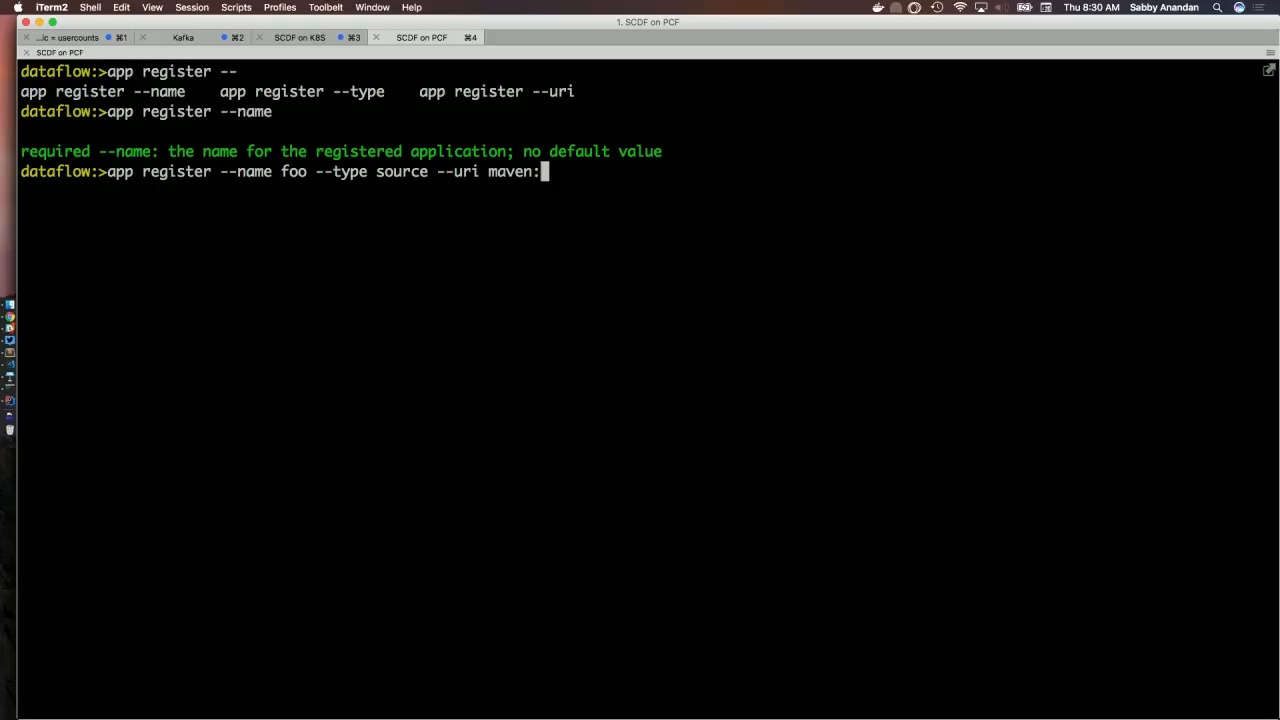 iTerm2 Shell Edit View Session Scripts Profiles Toolbelt Window Help Thu 8:30 AM Sabby Anandan
1. SCDF on PCF
...ic = usercounts ⌘1 Kafka ⌘2 SCDF on K8S ⌘3 SCDF on PCF ⌘4
SCDF on PCF
dataflow:>app register --
app register --name app register --type app register --uri
dataflow:>app register --name
required --name: the name for the registered application; no default value
dataflow:>app register --name foo --type source --uri maven: